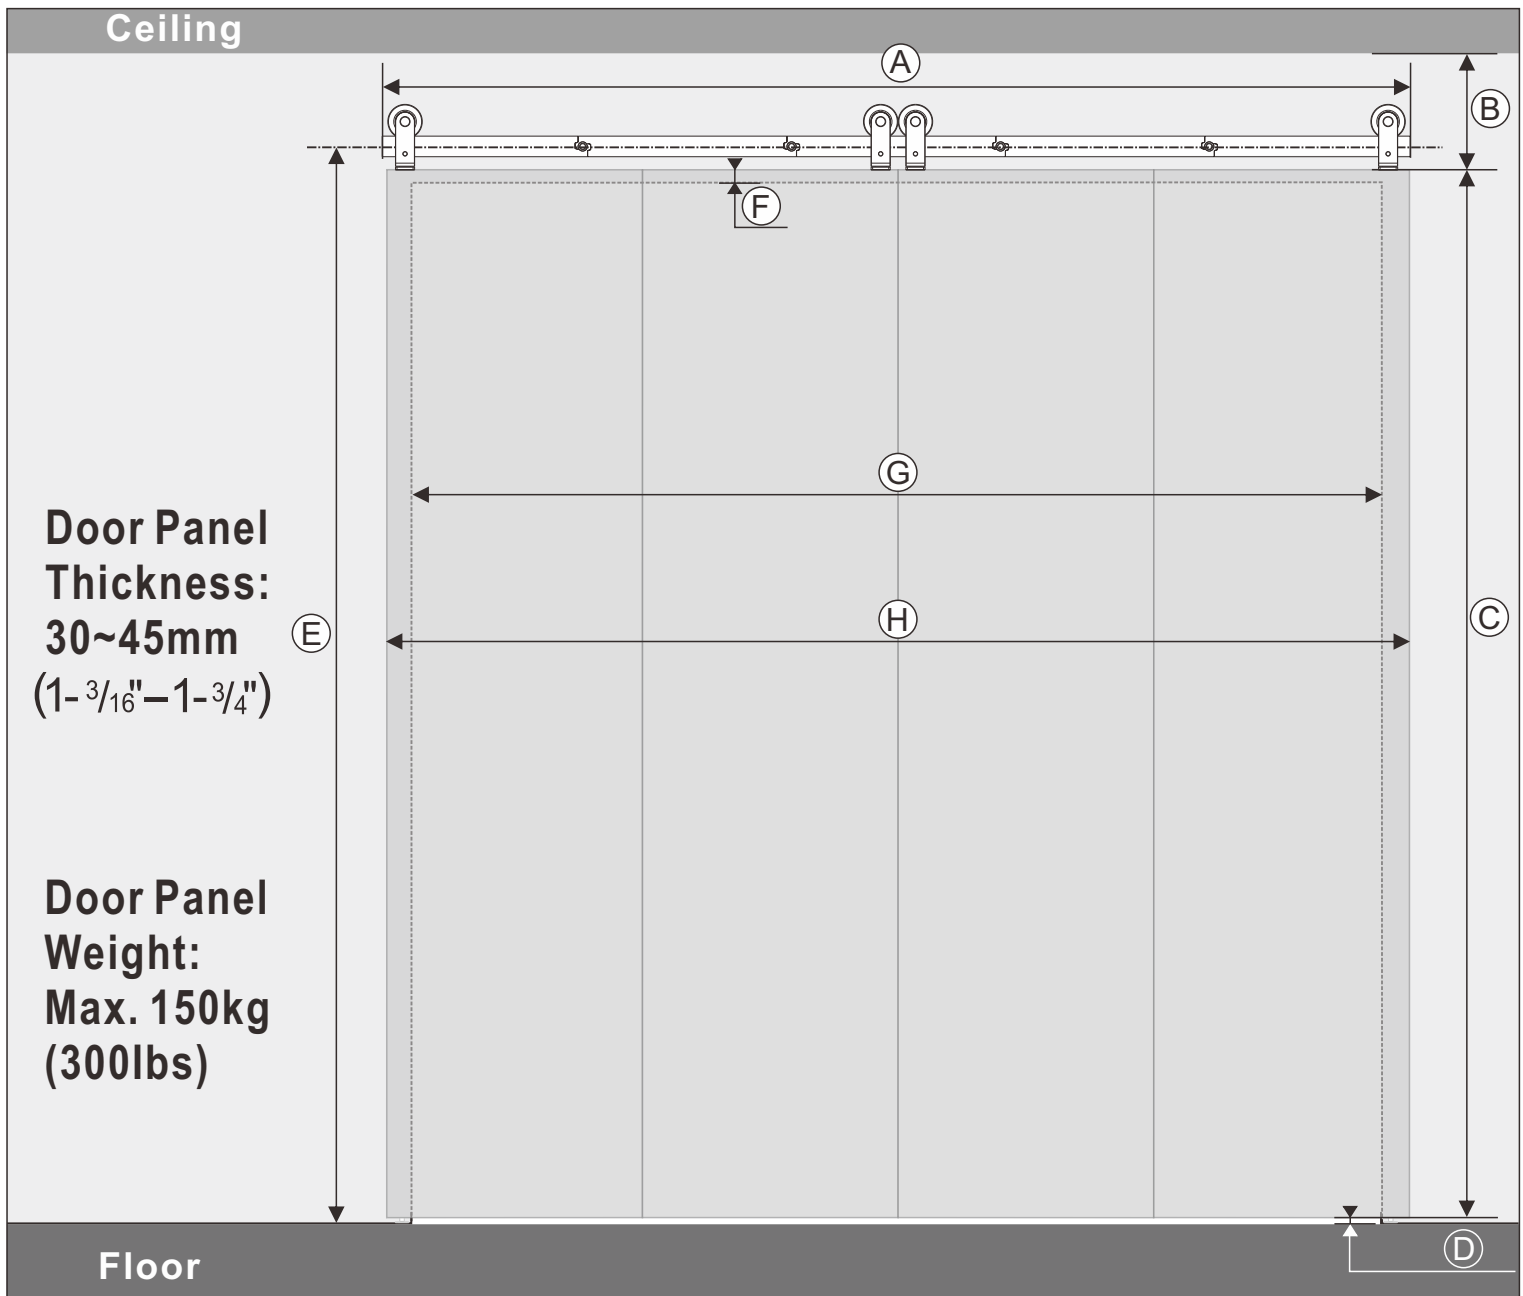 Ceiling
A
B
F
G
Door Panel
Thickness:
30~45mm
(1- 3/16"–1- 3/4")
E
H
C
Door Panel
Weight:
Max. 150kg
(300lbs)
D
Floor